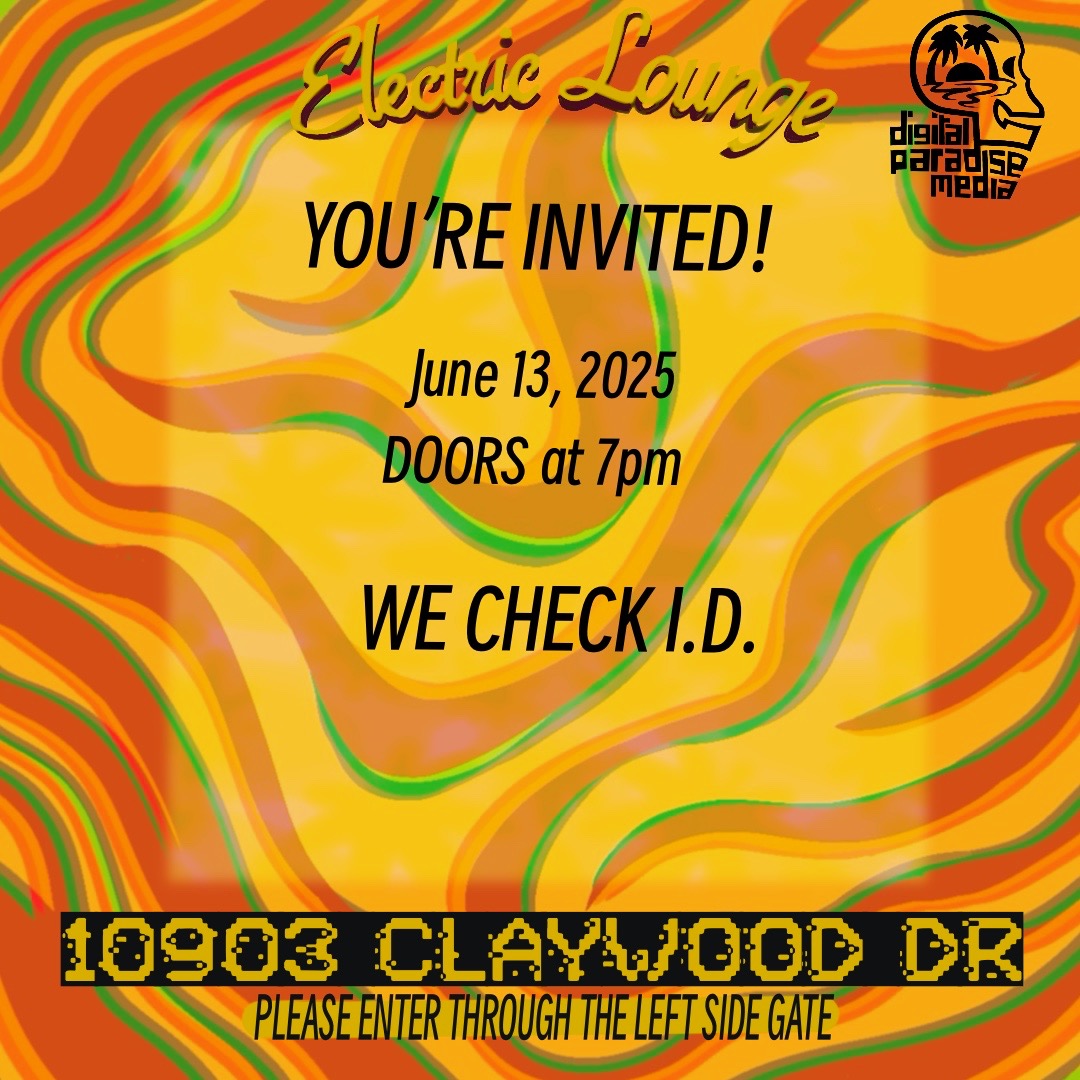 Electric Lounge
digital
paradise
media
YOU'RE INVITED!
June 13, 2025
DOORS at 7pm
WE CHECK I.D.
10903 CLAYWOOD DR
PLEASE ENTER THROUGH THE LEFT SIDE GATE